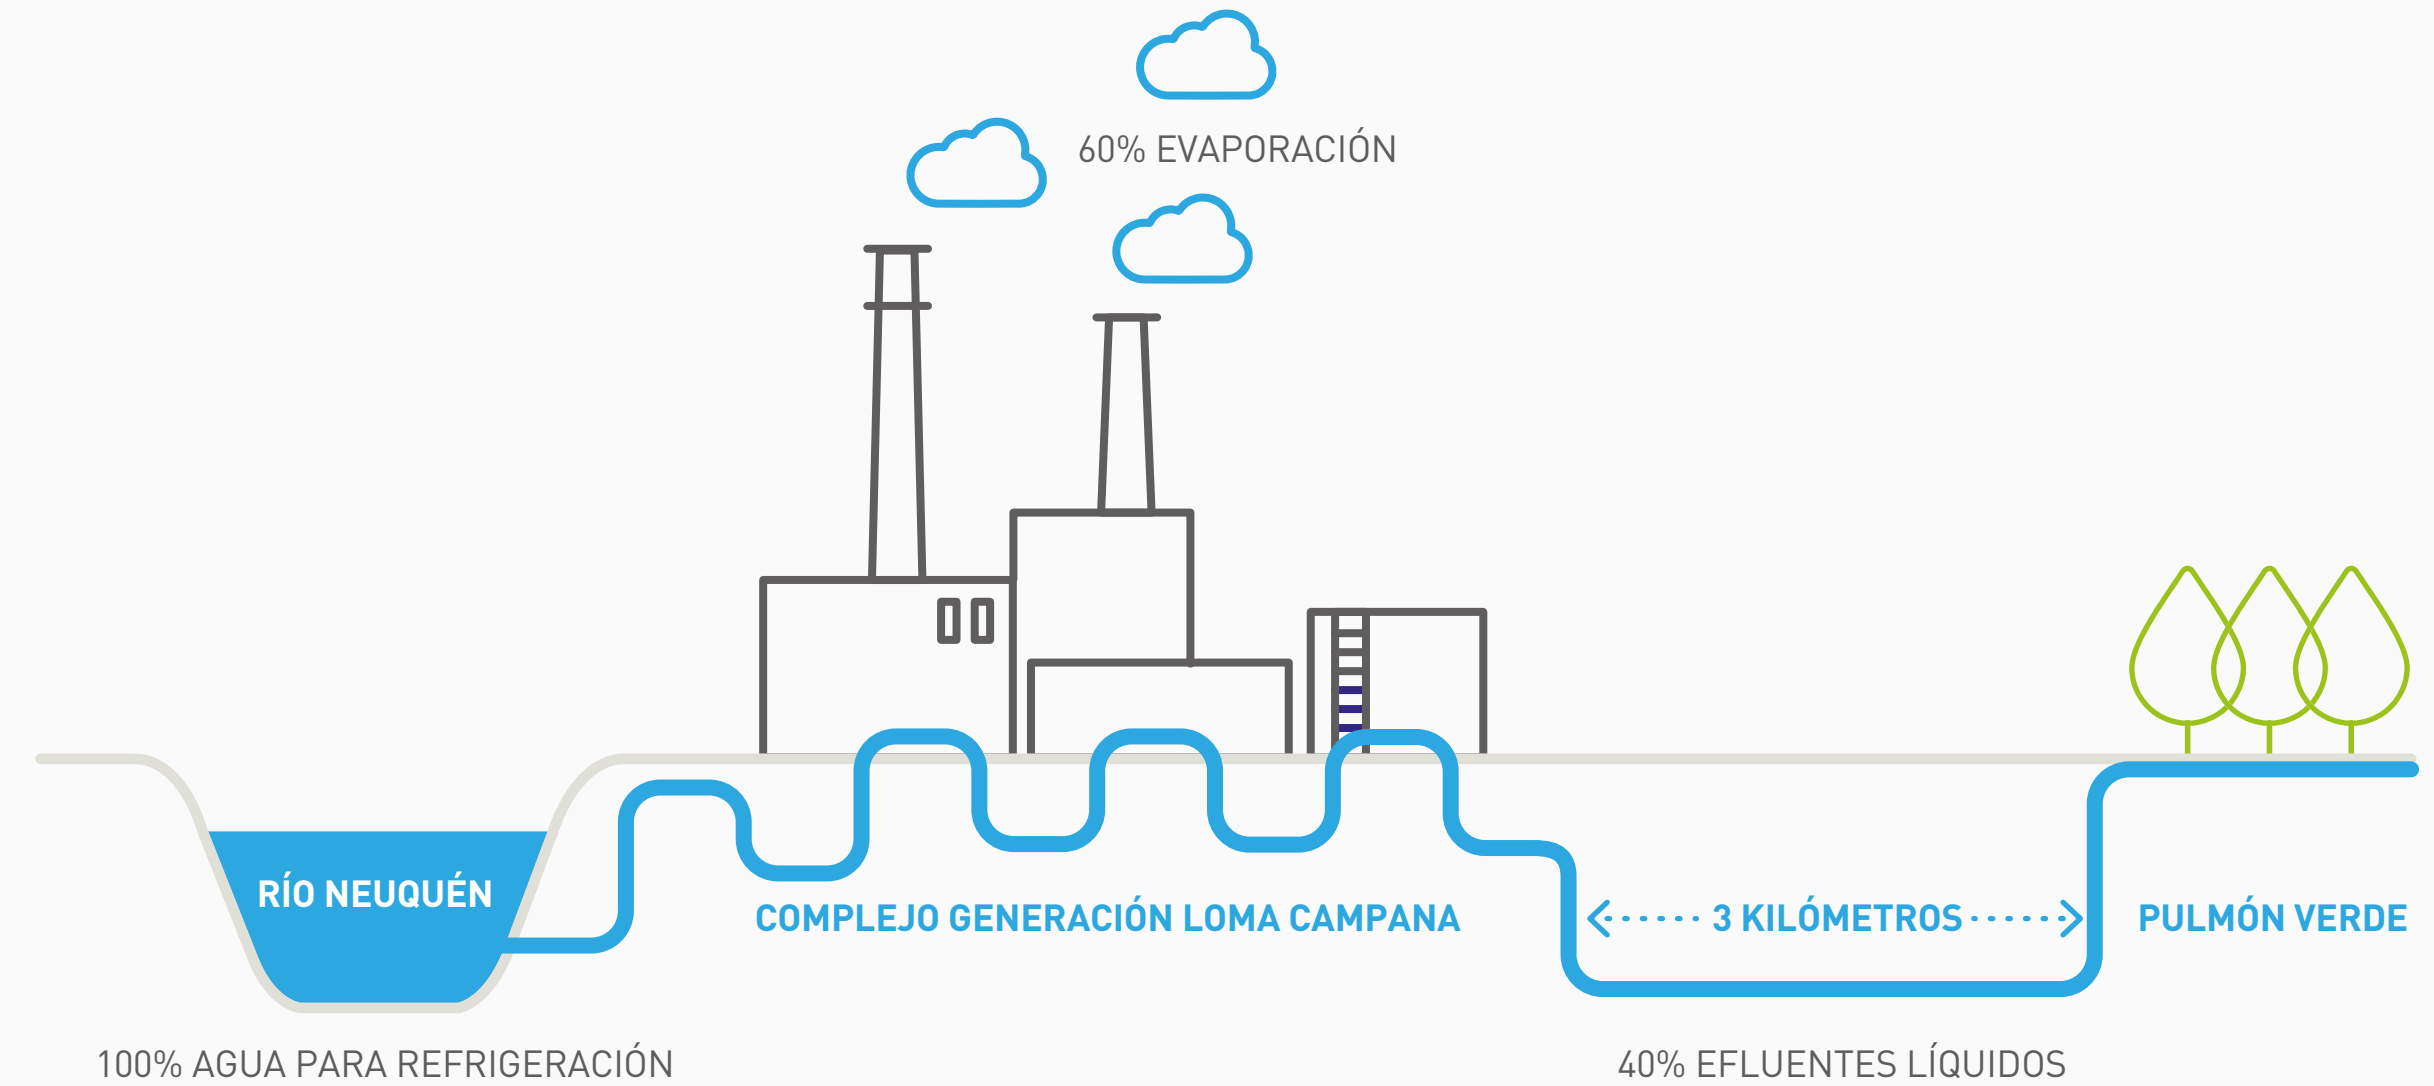 60% EVAPORACIÓN
RÍO NEUQUÉN
COMPLEJO GENERACIÓN LOMA CAMPANA
3 KILÓMETROS
PULMÓN VERDE
100% AGUA PARA REFRIGERACIÓN
40% EFLUENTES LÍQUIDOS